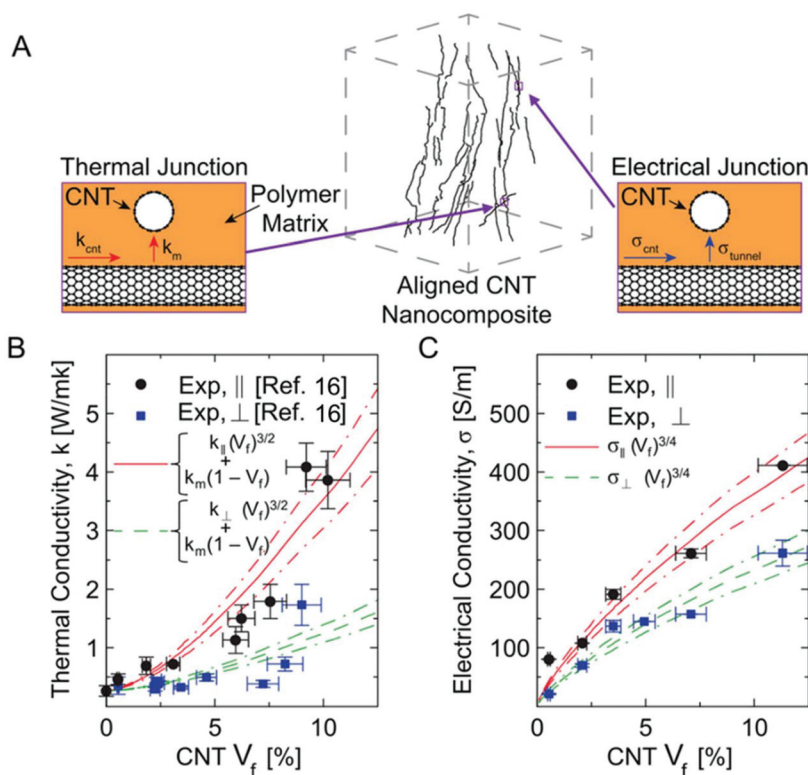 A
Thermal Junction
CNT
Polymer
Matrix
k_cnt
k_m
Aligned CNT
Nanocomposite
Electrical Junction
CNT
σ_cnt
σ_tunnel
B
Thermal Conductivity, k [W/mk]
5
4
3
2
1
Exp, || [Ref. 16]
Exp, ⊥ [Ref. 16]
k_|| (V_f)^3/2
+
k_m(1 − V_f)
k_⊥ (V_f)^3/2
+
k_m(1 − V_f)
0 5 10
CNT V_f [%]
C
Electrical Conductivity, σ [S/m]
500
400
300
200
100
Exp, ||
Exp, ⊥
σ_|| (V_f)^3/4
σ_⊥ (V_f)^3/4
0 5 10
CNT V_f [%]